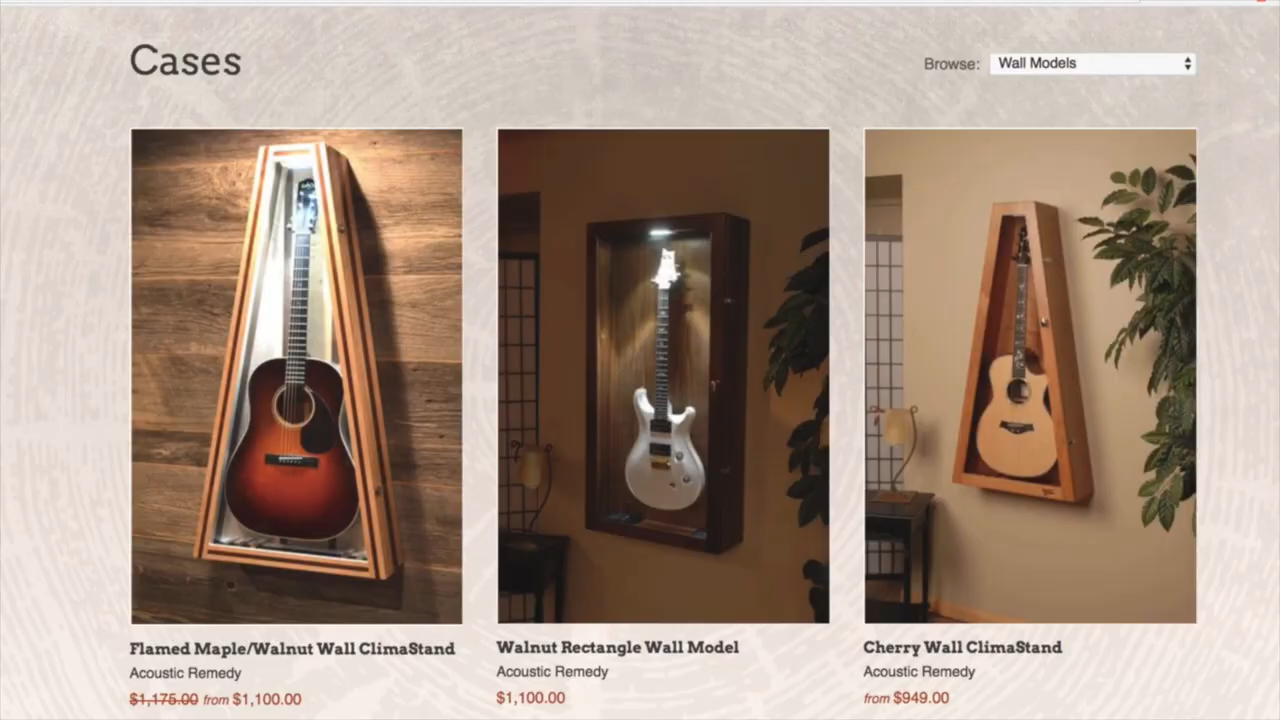 Cases
Browse: Wall Models
Flamed Maple/Walnut Wall ClimaStand
Acoustic Remedy
$1,175.00 from $1,100.00
Walnut Rectangle Wall Model
Acoustic Remedy
$1,100.00
Cherry Wall ClimaStand
Acoustic Remedy
from $949.00